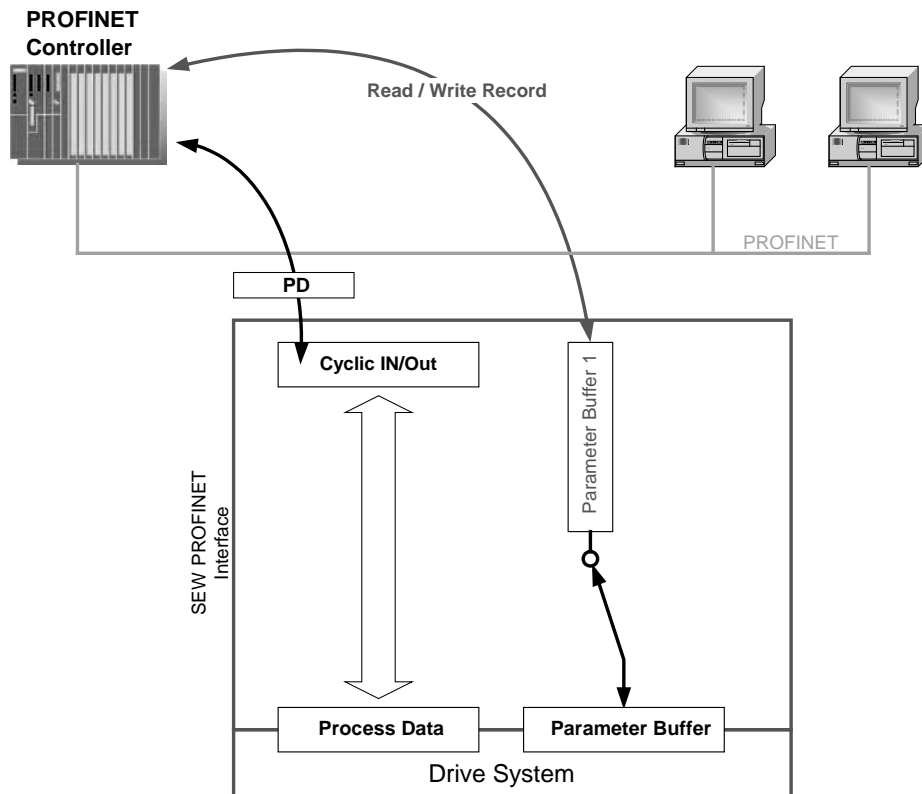 PROFINET
Controller
Read / Write Record
PROFINET
PD
Cyclic IN/Out
Parameter Buffer 1
SEW PROFINET
Interface
Process Data
Parameter Buffer
Drive System